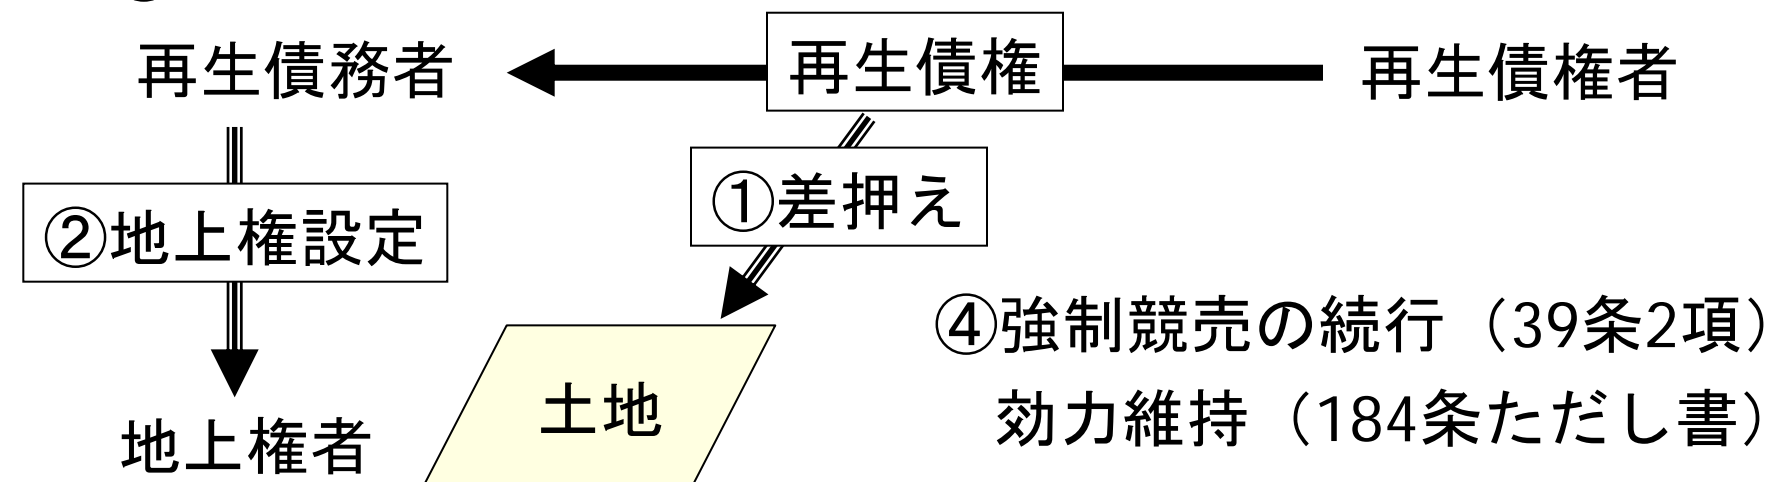 再生債務者
再生債権
再生債権者
①差押え
②地上権設定
④強制競売の続行（39条2項）
効力維持（184条ただし書）
土地
地上権者